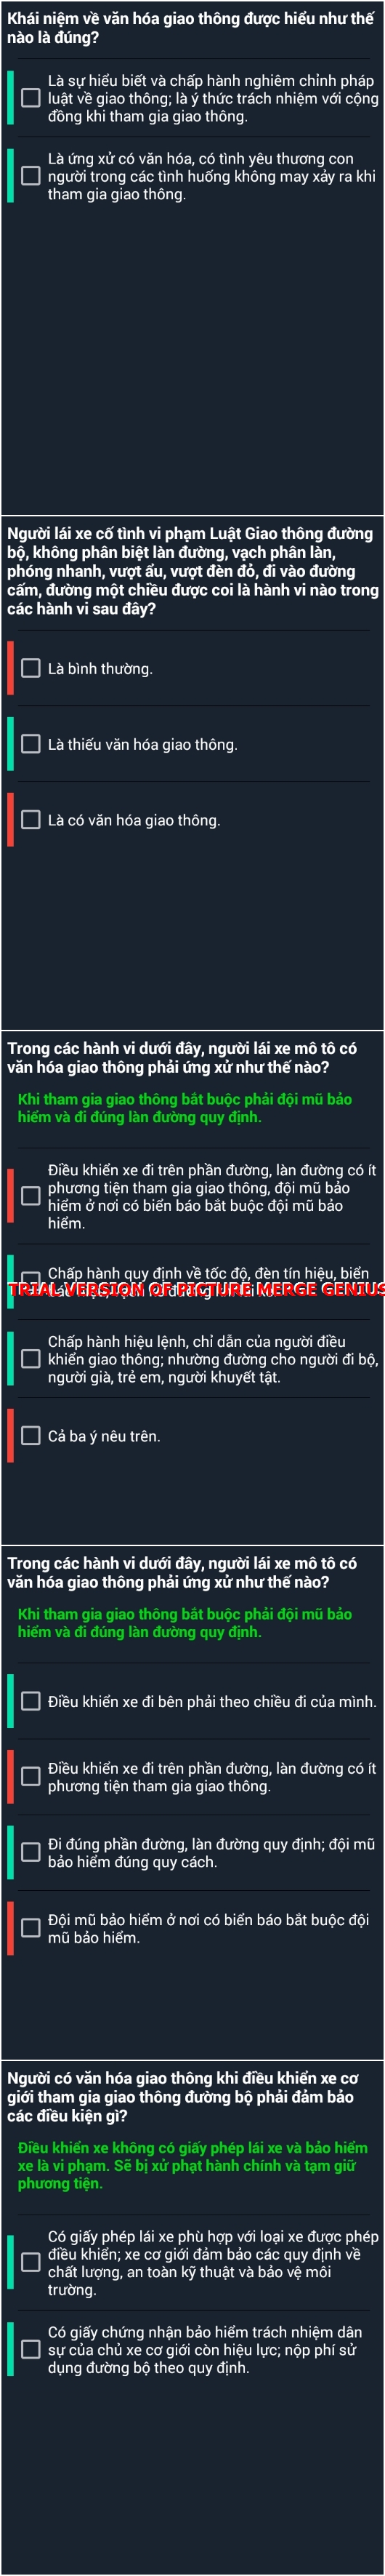 Khái niệm về văn hóa giao thông được hiểu như thế
nào là đúng?
Là sự hiểu biết và chấp hành nghiêm chỉnh pháp
luật về giao thông; là ý thức trách nhiệm với cộng
đồng khi tham gia giao thông.
Là ứng xử có văn hóa, có tình yêu thương con
người trong các tình huống không may xảy ra khi
tham gia giao thông.
Người lái xe cố tình vi phạm Luật Giao thông đường
bộ, không phân biệt làn đường, vạch phân làn,
phóng nhanh, vượt ẩu, vượt đèn đỏ, đi vào đường
cấm, đường một chiều được coi là hành vi nào trong
các hành vi sau đây?
Là bình thường.
Là thiếu văn hóa giao thông.
Là có văn hóa giao thông.
Trong các hành vi dưới đây, người lái xe mô tô có
văn hóa giao thông phải ứng xử như thế nào?
Khi tham gia giao thông bắt buộc phải đội mũ bảo
hiểm và đi đúng làn đường quy định.
Điều khiển xe đi trên phần đường, làn đường có ít
phương tiện tham gia giao thông, đội mũ bảo
hiểm ở nơi có biển báo bắt buộc đội mũ bảo
hiểm.
Chấp hành quy định về tốc độ, đèn tín hiệu, biển
TRIAL VERSION OF PICTURE MERGE GENIUS
Chấp hành hiệu lệnh, chỉ dẫn của người điều
khiển giao thông; nhường đường cho người đi bộ,
người già, trẻ em, người khuyết tật.
Cả ba ý nêu trên.
Trong các hành vi dưới đây, người lái xe mô tô có
văn hóa giao thông phải ứng xử như thế nào?
Khi tham gia giao thông bắt buộc phải đội mũ bảo
hiểm và đi đúng làn đường quy định.
Điều khiển xe đi bên phải theo chiều đi của mình.
Điều khiển xe đi trên phần đường, làn đường có ít
phương tiện tham gia giao thông.
Đi đúng phần đường, làn đường quy định; đội mũ
bảo hiểm đúng quy cách.
Đội mũ bảo hiểm ở nơi có biển báo bắt buộc đội
mũ bảo hiểm.
Người có văn hóa giao thông khi điều khiển xe cơ
giới tham gia giao thông đường bộ phải đảm bảo
các điều kiện gì?
Điều khiển xe không có giấy phép lái xe và bảo hiểm
xe là vi phạm. Sẽ bị xử phạt hành chính và tạm giữ
phương tiện.
Có giấy phép lái xe phù hợp với loại xe được phép
điều khiển; xe cơ giới đảm bảo các quy định về
chất lượng, an toàn kỹ thuật và bảo vệ môi
trường.
Có giấy chứng nhận bảo hiểm trách nhiệm dân
sự của chủ xe cơ giới còn hiệu lực; nộp phí sử
dụng đường bộ theo quy định.